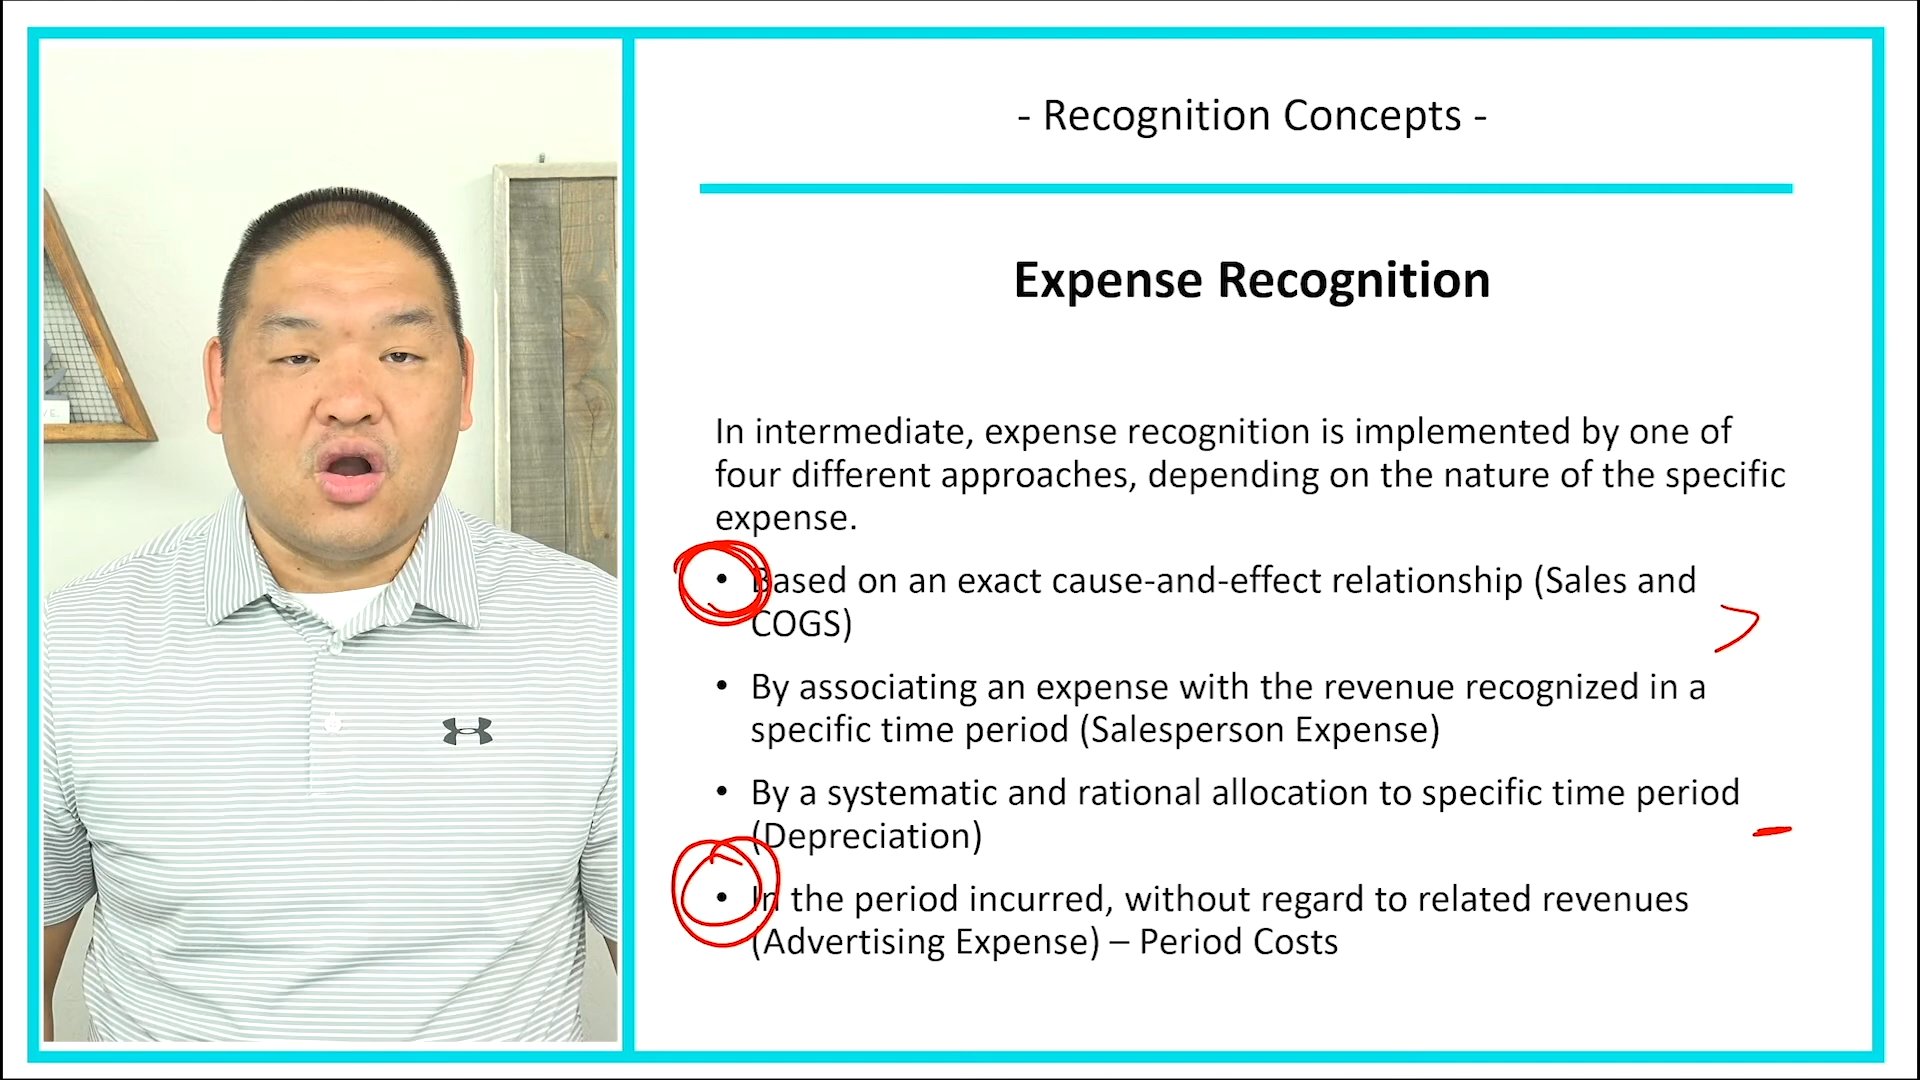 - Recognition Concepts -
Expense Recognition
In intermediate, expense recognition is implemented by one of
four different approaches, depending on the nature of the specific
expense.
• Based on an exact cause-and-effect relationship (Sales and
COGS)
• By associating an expense with the revenue recognized in a
specific time period (Salesperson Expense)
• By a systematic and rational allocation to specific time period
(Depreciation)
• In the period incurred, without regard to related revenues
(Advertising Expense) – Period Costs